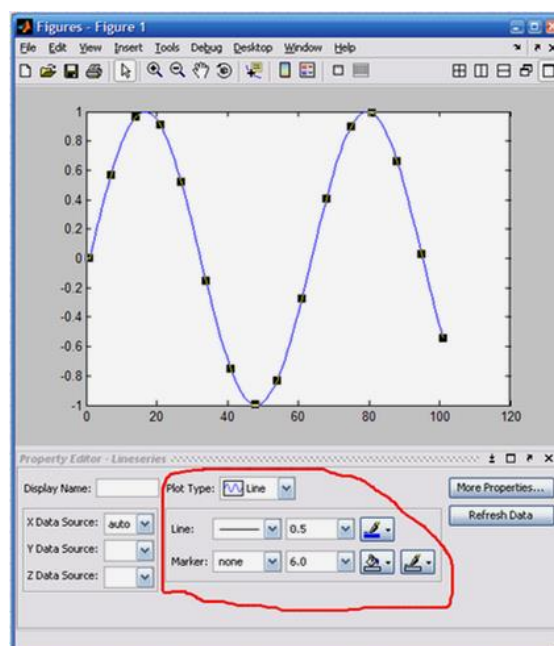 Figures - Figure 1
File Edit View Insert Tools Debug Desktop Window Help
1
0.8
0.6
0.4
0.2
0
-0.2
-0.4
-0.6
-0.8
-1
0 20 40 60 80 100 120
Property Editor - Lineseries
Display Name:
Plot Type: Line
More Properties...
X Data Source: auto
Line: 0.5
Refresh Data
Y Data Source:
Marker: none 6.0
Z Data Source: